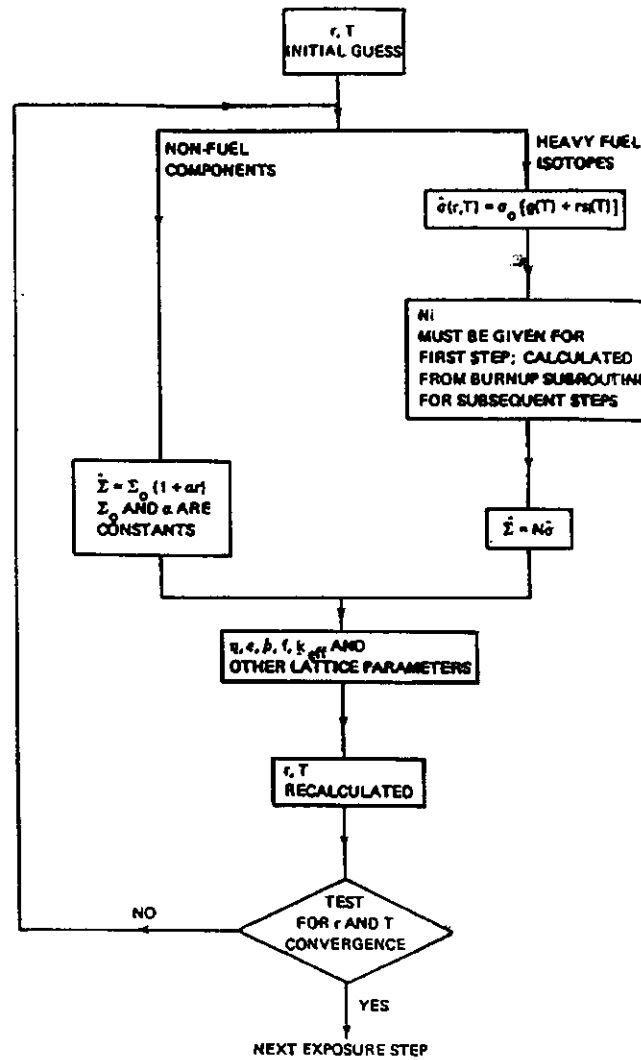 r, T
INITIAL GUESS
NON-FUEL
COMPONENTS
HEAVY FUEL
ISOTOPES
σ̂(r,T) = σ₀ [g(T) + rs(T)]
Ni
MUST BE GIVEN FOR
FIRST STEP; CALCULATED
FROM BURNUP SUBROUTINE
FOR SUBSEQUENT STEPS
Σ̂ = Σ₀ (1 + αr)
Σ₀ AND α ARE
CONSTANTS
Σ̂ = Nσ̂
η, ϵ, p, f, k_eff AND
OTHER LATTICE PARAMETERS
r, T
RECALCULATED
TEST
FOR r AND T
CONVERGENCE
NO
YES
NEXT EXPOSURE STEP